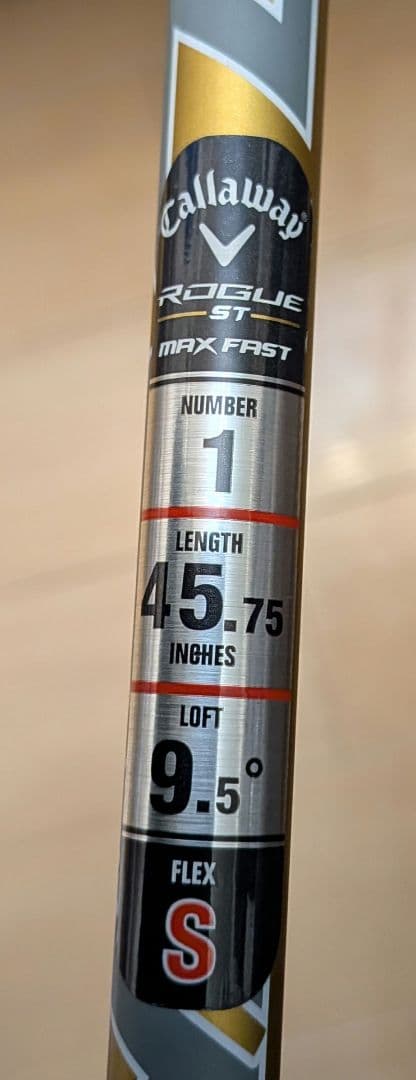 Callaway
ROGUE
ST
MAX FAST
NUMBER
1
LENGTH
45.75
INCHES
LOFT
9.5°
FLEX
S